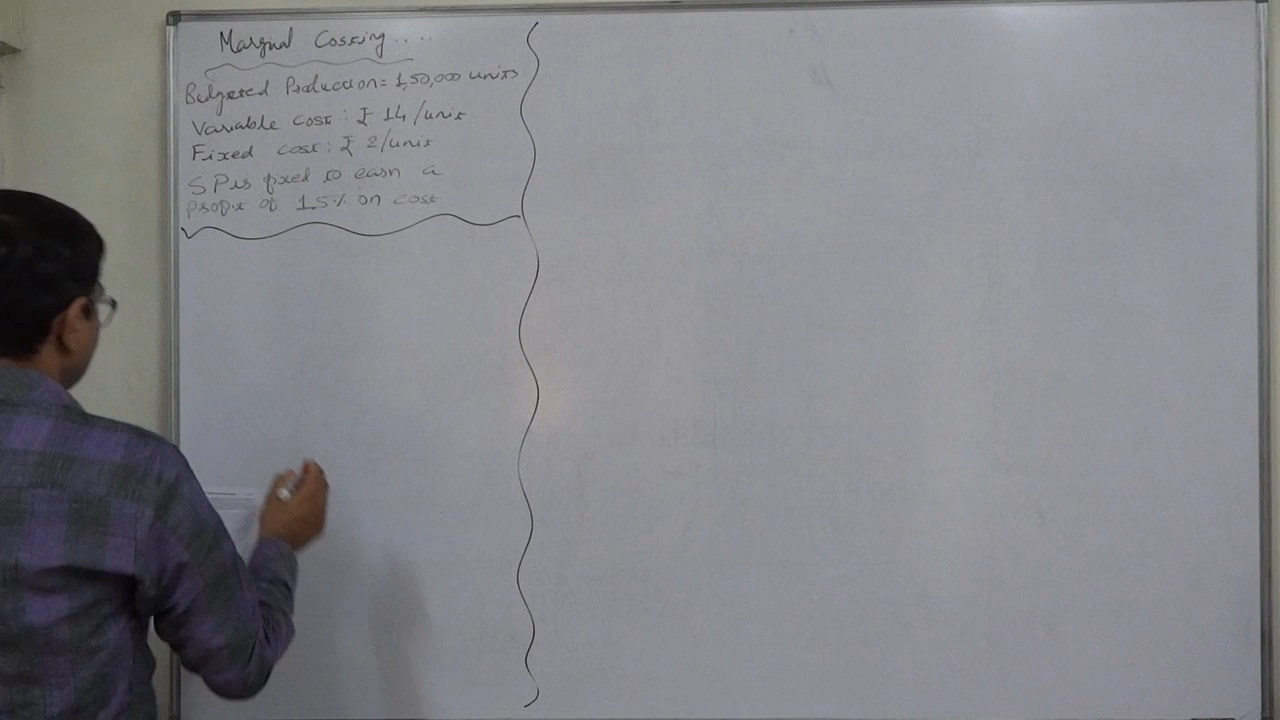 Marginal Costing....
Budgeted Production = 1,50,000 units
Variable cost : ₹ 14/unit
Fixed cost : ₹ 2/unit
SP is fixed to earn a
profit of 15% on cost